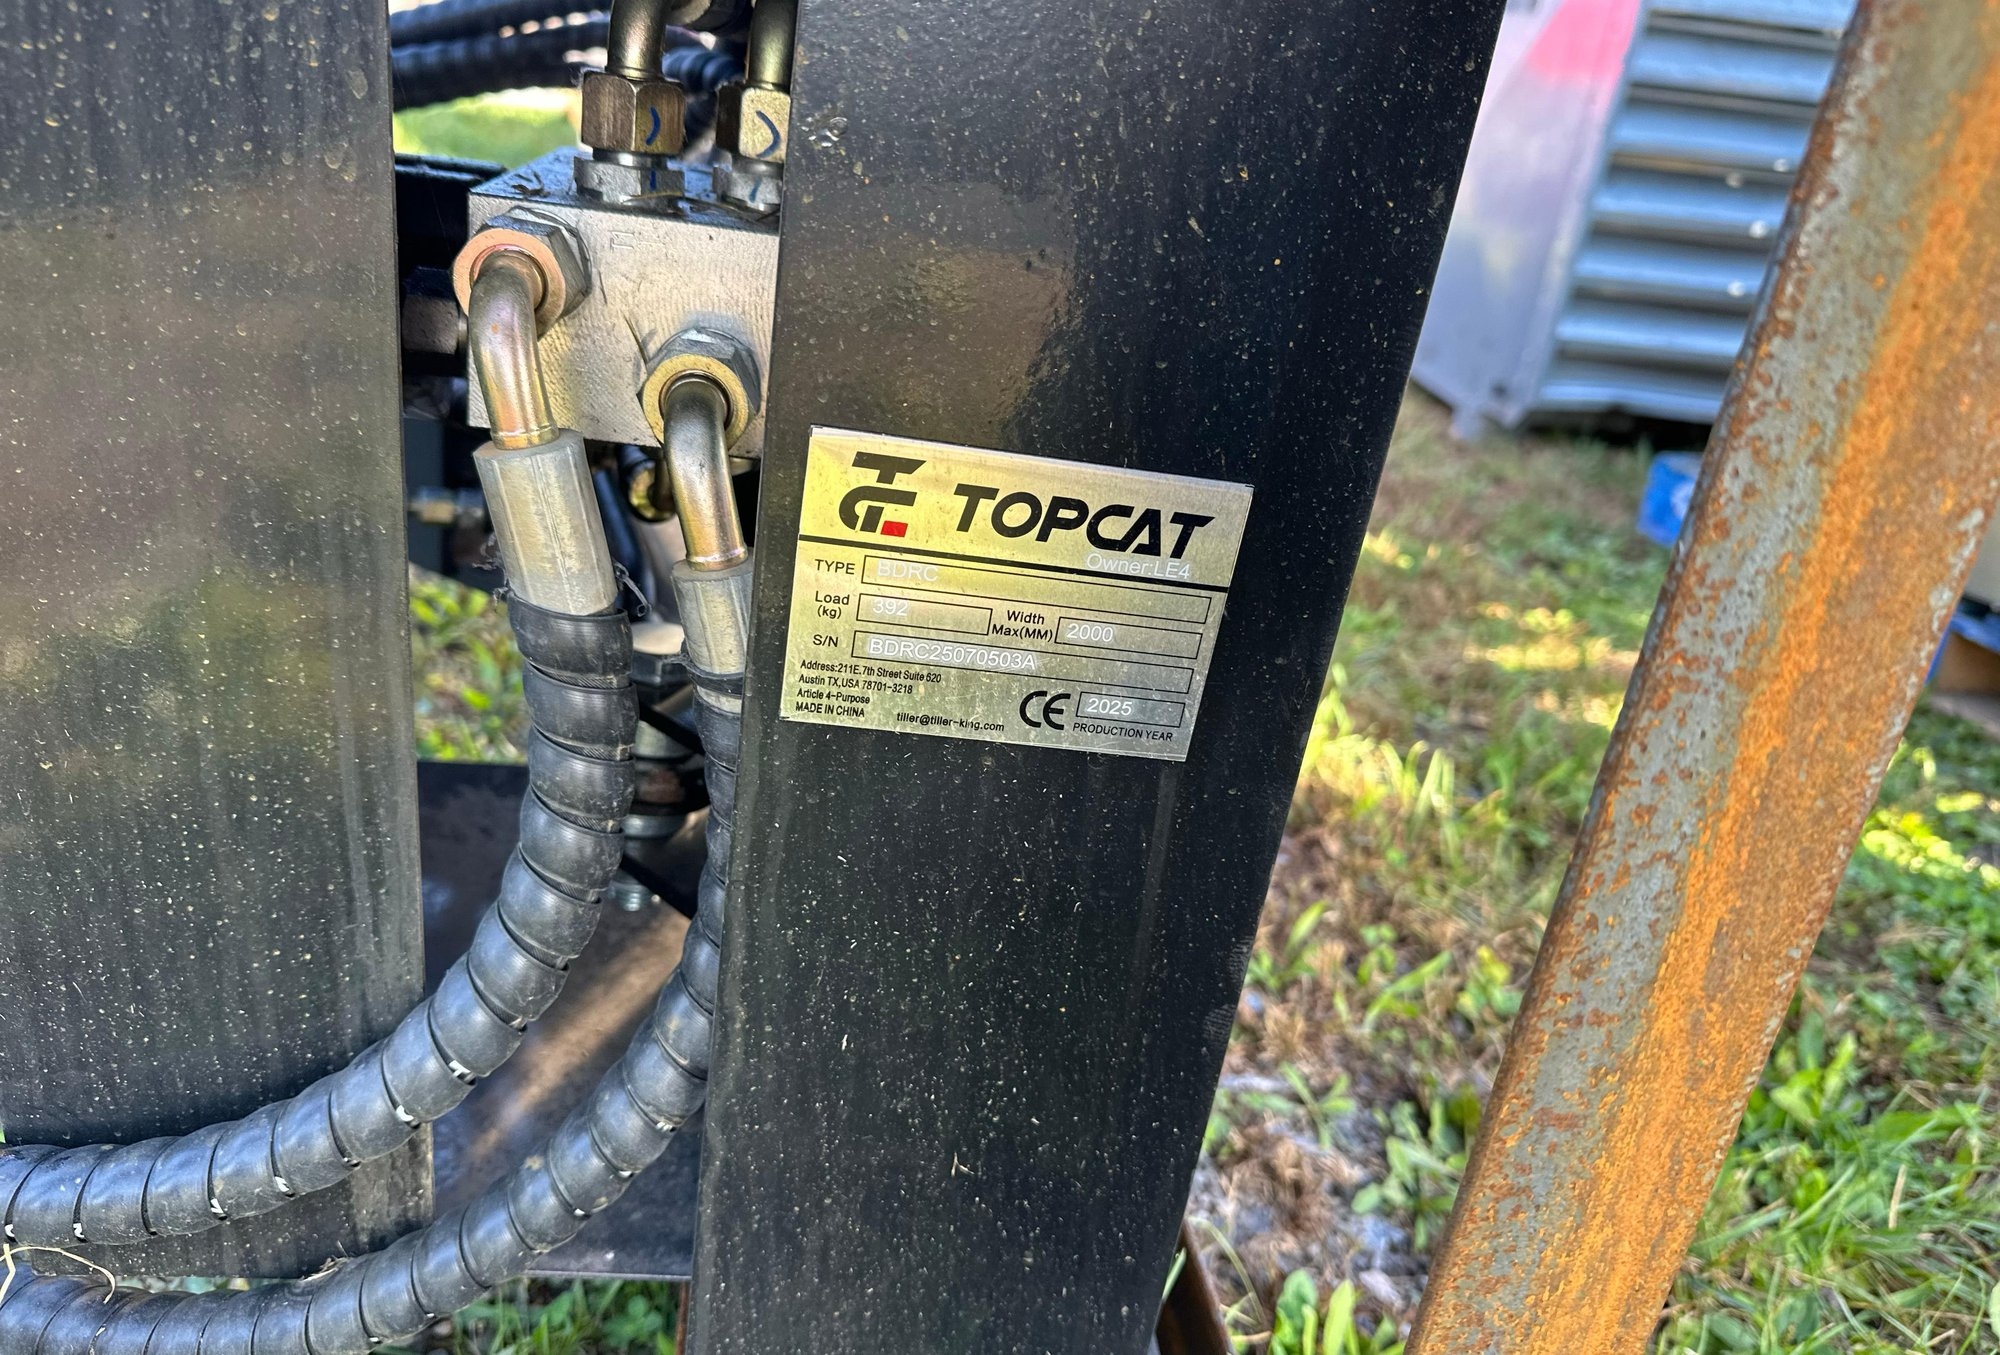 TOPCAT
Owner:LE4
TYPE BDRC
Load (kg) 392 Width Max(MM) 2000
S/N BDRC25070503A
Address:211E.7th Street Suite 620
Austin TX,USA 78701-3218
Article 4-Purpose
MADE IN CHINA
tiller@tiller-king.com
CE 2025
PRODUCTION YEAR